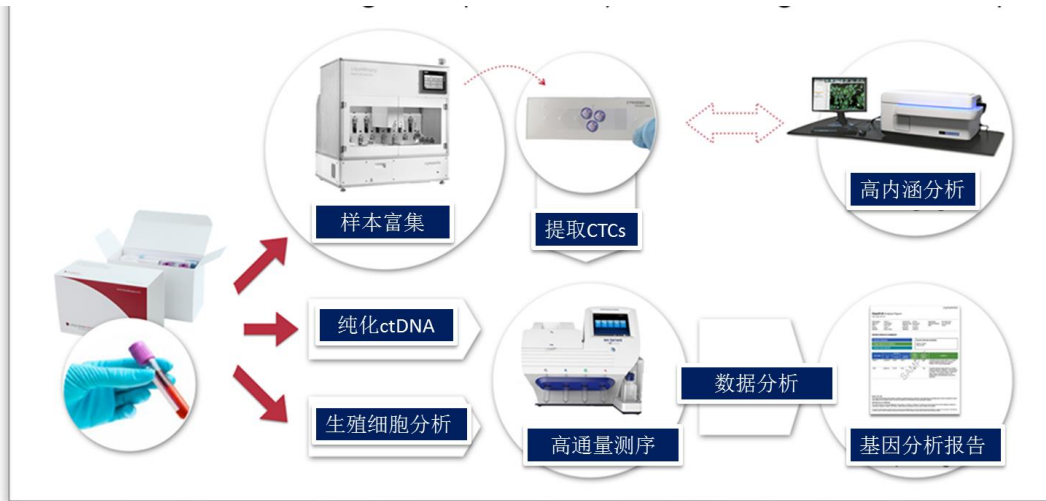 样本富集
提取CTCs
高内涵分析
纯化ctDNA
生殖细胞分析
高通量测序
数据分析
基因分析报告